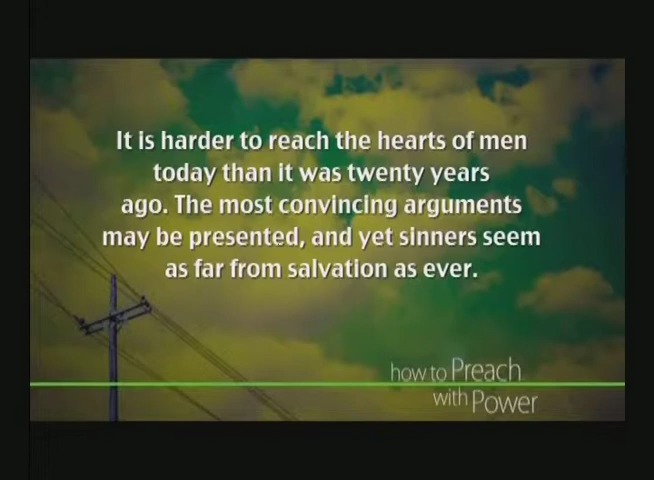 It is harder to reach the hearts of men
today than it was twenty years
ago. The most convincing arguments
may be presented, and yet sinners seem
as far from salvation as ever.
how to Preach
with Power